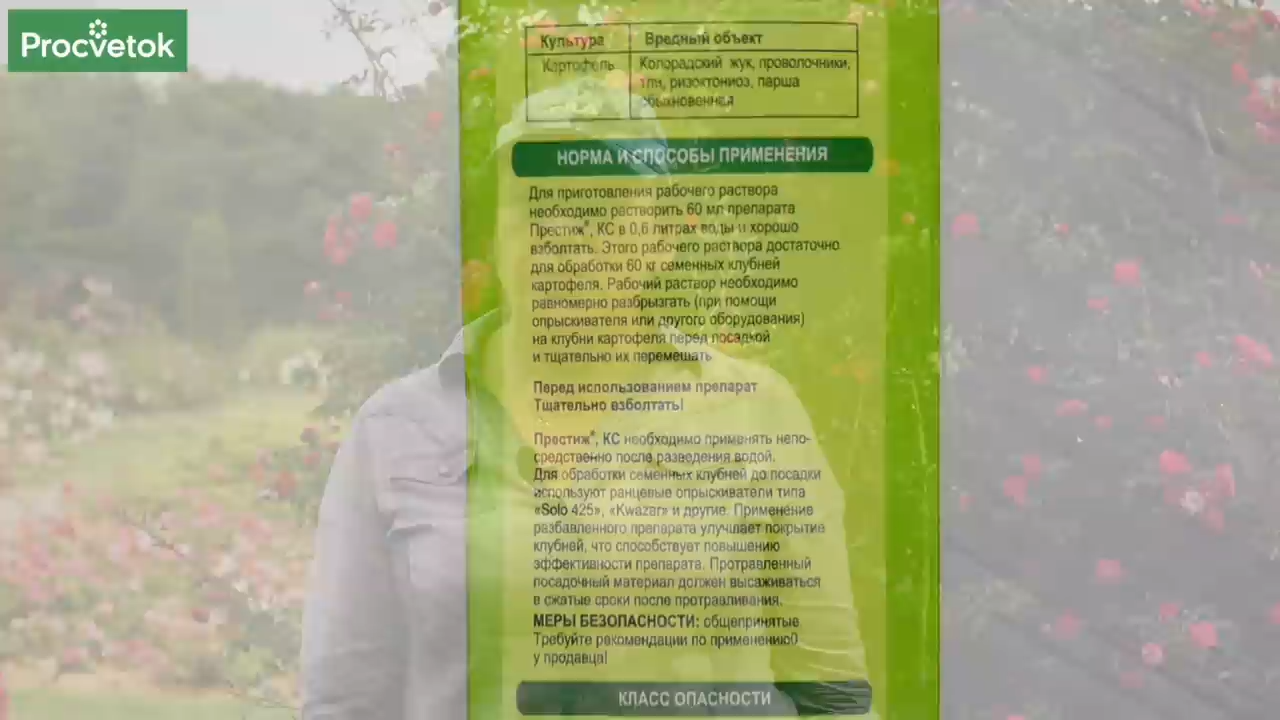 Procvetok
Культура Вредный объект
Картофель Колорадский жук, проволочники,
тли, ризоктониоз, парша
обыкновенная
НОРМА И СПОСОБЫ ПРИМЕНЕНИЯ
Для приготовления рабочего раствора
необходимо растворить 60 мл препарата
Престиж®, КС в 0,6 литрах воды и хорошо
взболтать. Этого рабочего раствора достаточно
для обработки 60 кг семенных клубней
картофеля. Рабочий раствор необходимо
равномерно разбрызгать (при помощи
опрыскивателя или другого оборудования)
на клубни картофеля перед посадкой
и тщательно их перемешать
Перед использованием препарат
Тщательно взболтать!
Престиж®, КС необходимо применять непо-
средственно после разведения водой.
Для обработки семенных клубней до посадки
используют ранцевые опрыскиватели типа
«Solo 425», «Kwazar» и другие. Применение
разбавленного препарата улучшает покрытие
клубней, что способствует повышению
эффективности препарата. Протравленный
посадочный материал должен высаживаться
в сжатые сроки после протравливания.
МЕРЫ БЕЗОПАСНОСТИ: общепринятые
Требуйте рекомендации по применению0
у продавца!
КЛАСС ОПАСНОСТИ